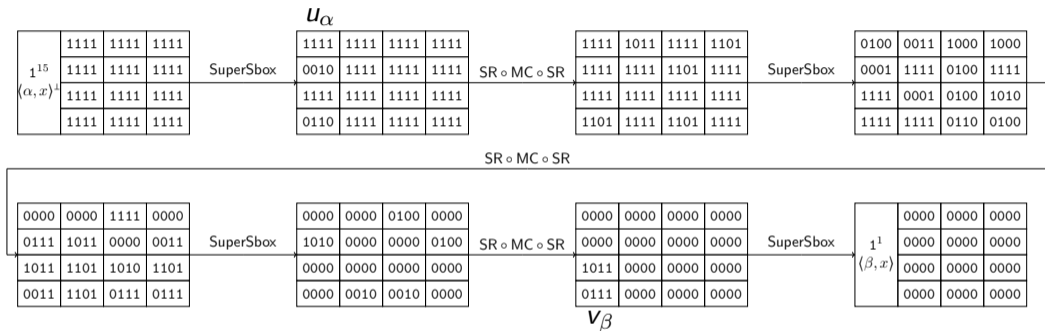 u_α
1^15 ⟨α, x⟩^⊥
1111 1111 1111
1111 1111 1111
1111 1111 1111
1111 1111 1111
SuperSbox
1111 1111 1111 1111
0010 1111 1111 1111
1111 1111 1111 1111
0110 1111 1111 1111
SR ∘ MC ∘ SR
1111 1011 1111 1101
1111 1111 1101 1111
1111 1111 1111 1111
1101 1111 1101 1111
SuperSbox
0100 0011 1000 1000
0001 1111 0100 1111
1111 0001 0100 1010
1111 1111 0110 0100
SR ∘ MC ∘ SR
0000 0000 1111 0000
0111 1011 0000 0011
1011 1101 1010 1101
0011 1101 0111 0111
SuperSbox
0000 0000 0100 0000
1010 0000 0000 0100
0000 0000 0000 0000
0000 0010 0010 0000
SR ∘ MC ∘ SR
0000 0000 0000 0000
0000 0000 0000 0000
1011 0000 0000 0000
0111 0000 0000 0000
v_β
SuperSbox
1^1 ⟨β, x⟩
0000 0000 0000
0000 0000 0000
0000 0000 0000
0000 0000 0000